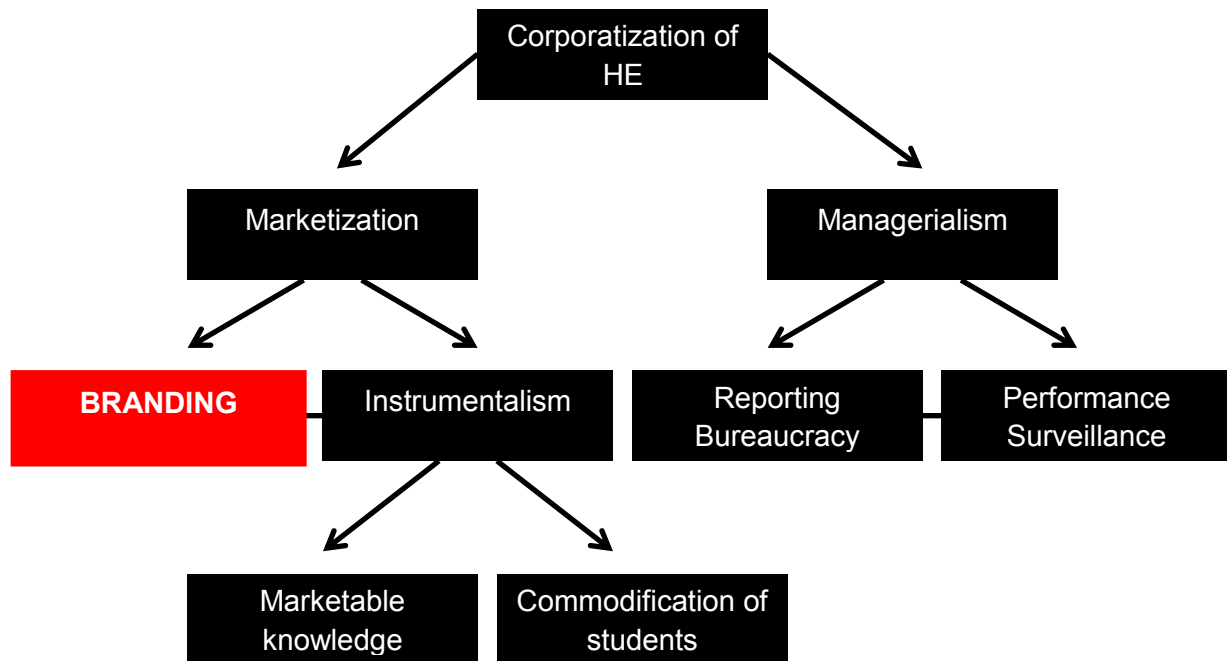 Corporatization of
HE
Marketization
Managerialism
BRANDING
Instrumentalism
Reporting
Bureaucracy
Performance
Surveillance
Marketable
knowledge
Commodification of
students